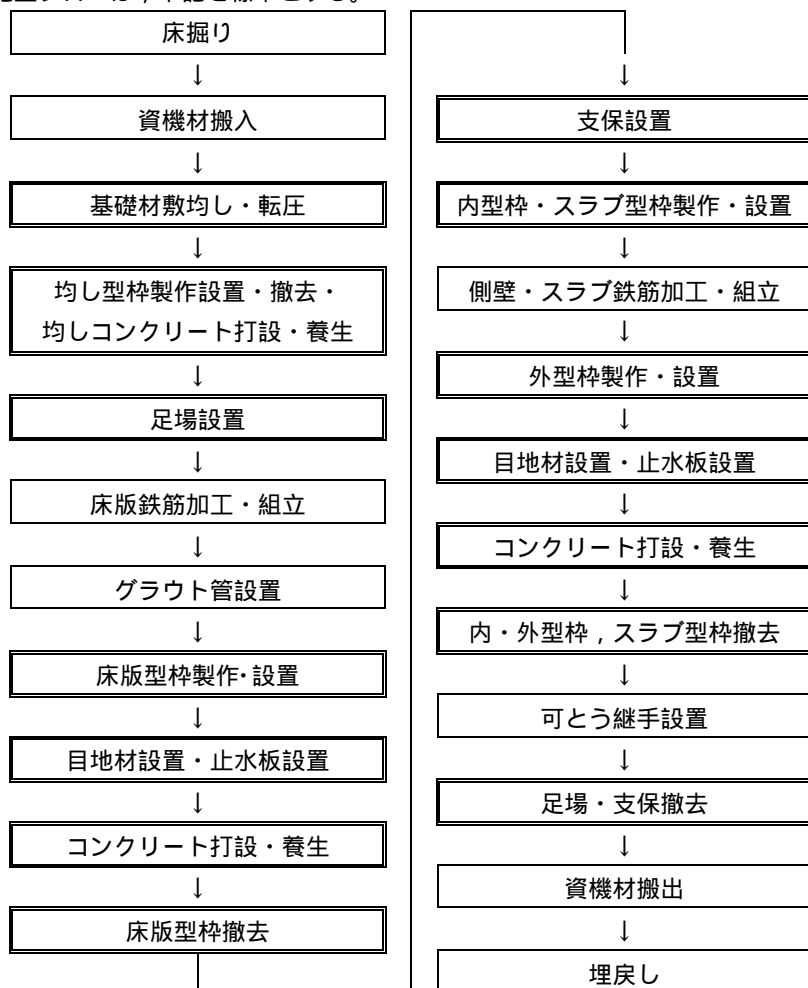 床掘り
↓
資機材搬入
↓
基礎材敷均し・転圧
↓
均し型枠製作設置・撤去・
均しコンクリート打設・養生
↓
足場設置
↓
床版鉄筋加工・組立
↓
グラウト管設置
↓
床版型枠製作・設置
↓
目地材設置・止水板設置
↓
コンクリート打設・養生
↓
床版型枠撤去
↓
支保設置
↓
内型枠・スラブ型枠製作・設置
↓
側壁・スラブ鉄筋加工・組立
↓
外型枠製作・設置
↓
目地材設置・止水板設置
↓
コンクリート打設・養生
↓
内・外型枠，スラブ型枠撤去
↓
可とう継手設置
↓
足場・支保撤去
↓
資機材搬出
↓
埋戻し